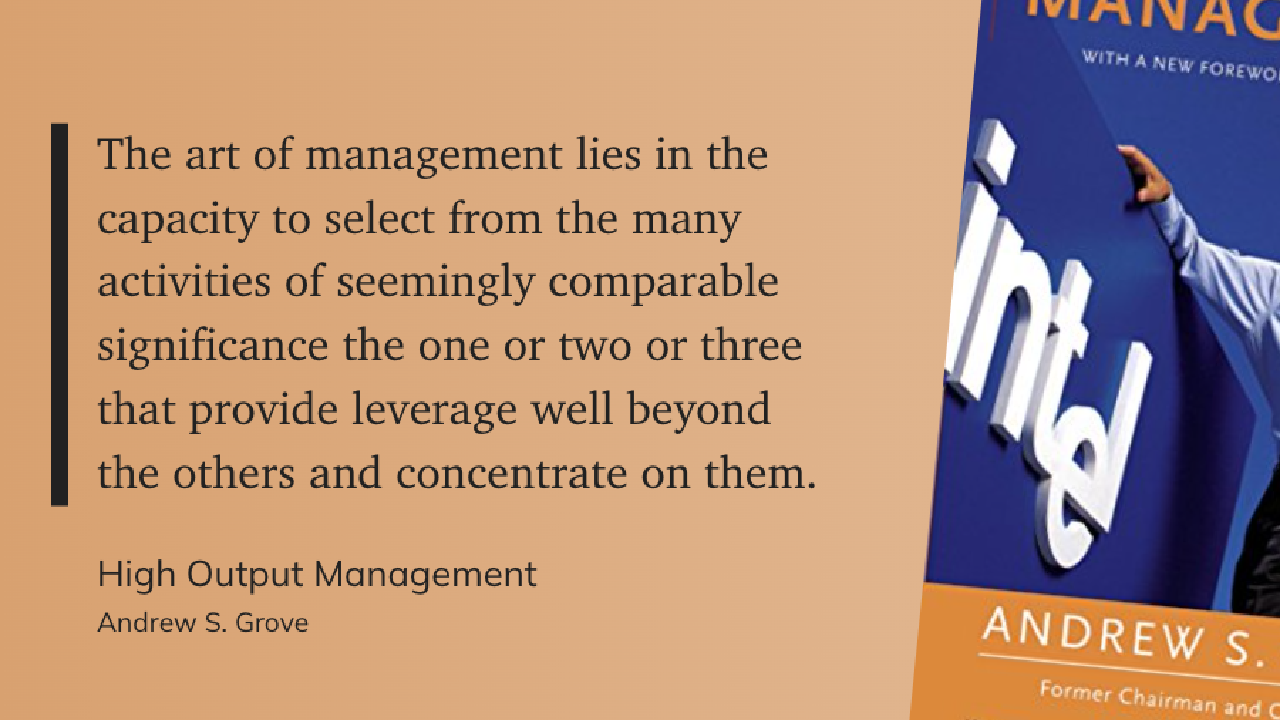 The art of management lies in the
capacity to select from the many
activities of seemingly comparable
significance the one or two or three
that provide leverage well beyond
the others and concentrate on them.
High Output Management
Andrew S. Grove
MANAG
WITH A NEW FOREWO
intel
ANDREW S.
Former Chairman and C